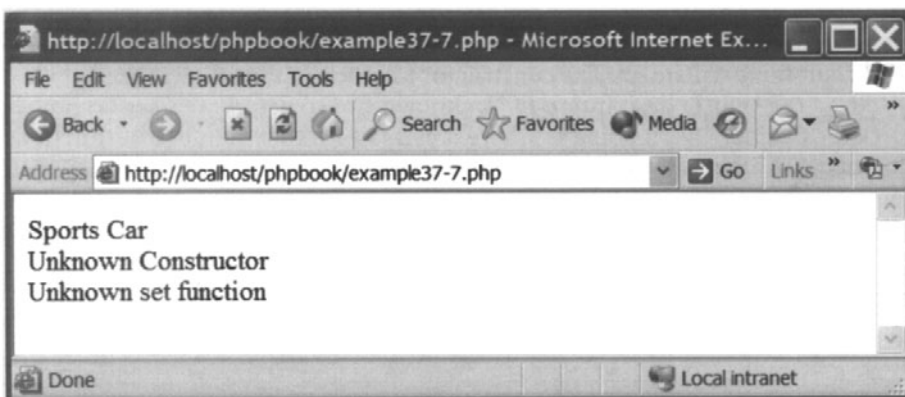 http://localhost/phpbook/example37-7.php - Microsoft Internet Ex...
File Edit View Favorites Tools Help
Back Search Favorites Media »
Address http://localhost/phpbook/example37-7.php Go Links »
Sports Car
Unknown Constructor
Unknown set function
Done Local intranet